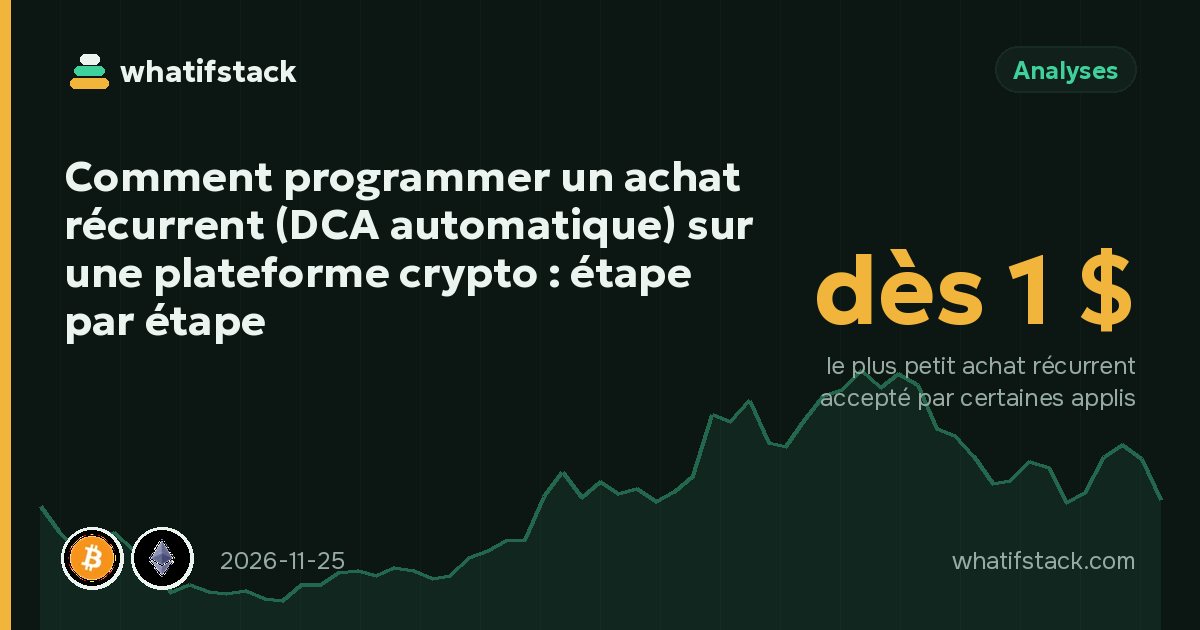 whatifstack
Analyses
Comment programmer un achat
récurrent (DCA automatique) sur
une plateforme crypto : étape
par étape
dès 1 $
le plus petit achat récurrent
accepté par certaines applis
2026-11-25
whatifstack.com